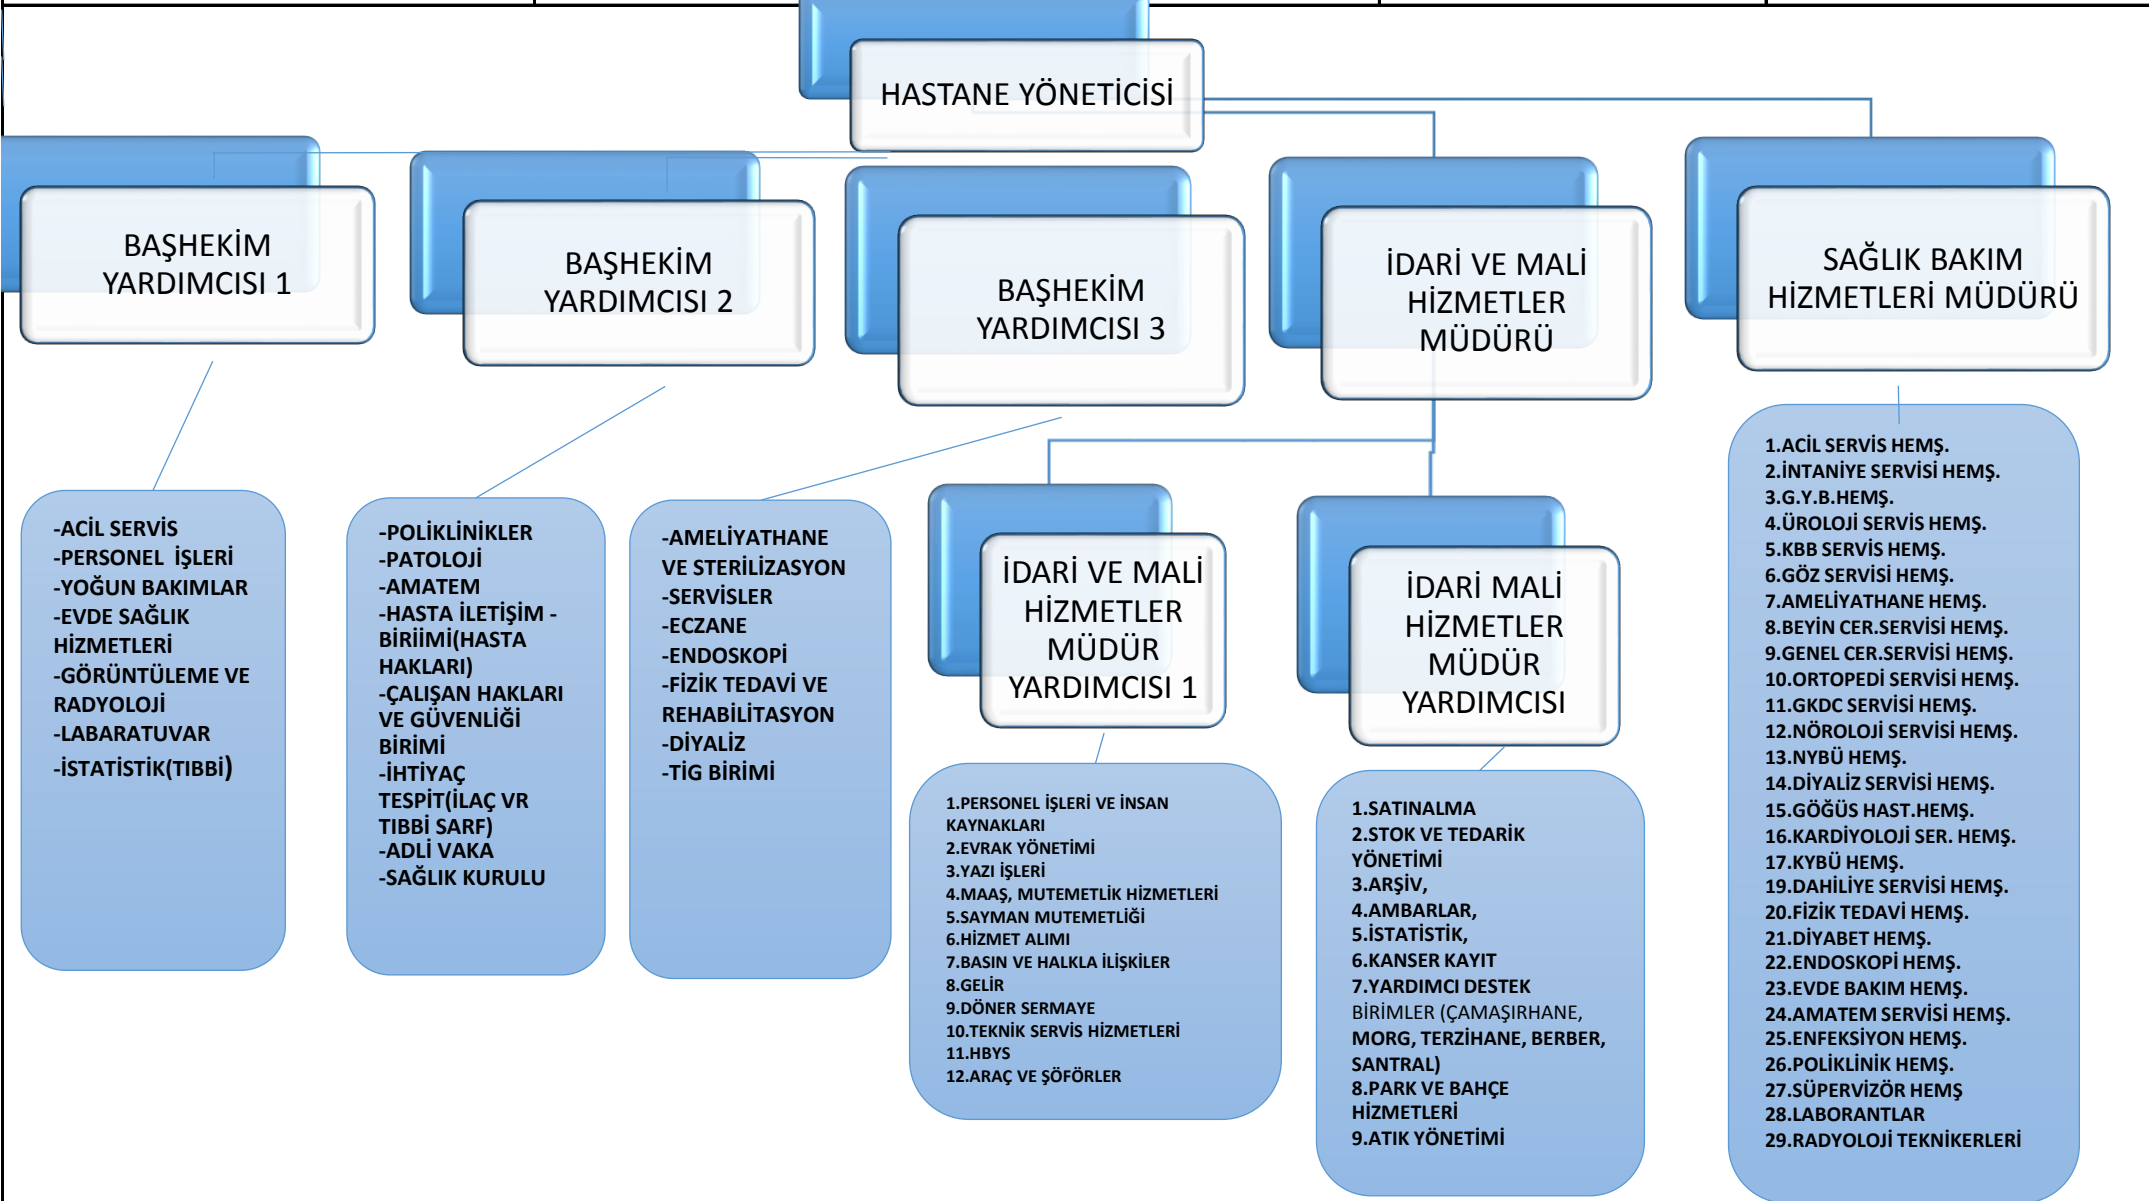 HASTANE YÖNETİCİSİ
BAŞHEKİM
YARDIMCISI 1
BAŞHEKİM
YARDIMCISI 2
BAŞHEKİM
YARDIMCISI 3
İDARİ VE MALİ
HİZMETLER
MÜDÜRÜ
SAĞLIK BAKIM
HİZMETLERİ MÜDÜRÜ
-ACİL SERVİS
-PERSONEL  İŞLERİ
-YOĞUN BAKIMLAR
-EVDE SAĞLIK
HİZMETLERİ
-GÖRÜNTÜLEME VE
RADYOLOJİ
-LABARATUVAR
-İSTATİSTİK(TIBBİ)
-POLİKLİNİKLER
-PATOLOJİ
-AMATEM
-HASTA İLETİŞİM -
BİRİİMİ(HASTA
HAKLARI)
-ÇALIŞAN HAKLARI
VE GÜVENLİĞİ
BİRİMİ
-İHTİYAÇ
TESPİT(İLAÇ VR
TIBBİ SARF)
-ADLİ VAKA
-SAĞLIK KURULU
-AMELİYATHANE
VE STERİLİZASYON
-SERVİSLER
-ECZANE
-ENDOSKOPİ
-FİZİK TEDAVİ VE
REHABİLİTASYON
-DİYALİZ
-TİG BİRİMİ
İDARİ VE MALİ
HİZMETLER
MÜDÜR
YARDIMCISI 1
1.PERSONEL İŞLERİ VE İNSAN
KAYNAKLARI
2.EVRAK YÖNETİMİ
3.YAZI İŞLERİ
4.MAAŞ, MUTEMETLİK HİZMETLERİ
5.SAYMAN MUTEMETLİĞİ
6.HİZMET ALIMI
7.BASIN VE HALKLA İLİŞKİLER
8.GELİR
9.DÖNER SERMAYE
10.TEKNİK SERVİS HİZMETLERİ
11.HBYS
12.ARAÇ VE ŞÖFÖRLER
İDARİ MALİ
HİZMETLER
MÜDÜR
YARDIMCISI
1.SATINALMA
2.STOK VE TEDARİK
YÖNETİMİ
3.ARŞİV,
4.AMBARLAR,
5.İSTATİSTİK,
6.KANSER KAYIT
7.YARDIMCI DESTEK
BİRİMLER (ÇAMAŞIRHANE,
MORG, TERZİHANE, BERBER,
SANTRAL)
8.PARK VE BAHÇE
HİZMETLERİ
9.ATIK YÖNETİMİ
1.ACİL SERVİS HEMŞ.
2.İNTANİYE SERVİSİ HEMŞ.
3.G.Y.B.HEMŞ.
4.ÜROLOJİ SERVİS HEMŞ.
5.KBB SERVİS HEMŞ.
6.GÖZ SERVİSİ HEMŞ.
7.AMELİYATHANE HEMŞ.
8.BEYİN CER.SERVİSİ HEMŞ.
9.GENEL CER.SERVİSİ HEMŞ.
10.ORTOPEDİ SERVİSİ HEMŞ.
11.GKDC SERVİSİ HEMŞ.
12.NÖROLOJİ SERVİSİ HEMŞ.
13.NYBÜ HEMŞ.
14.DİYALİZ SERVİSİ HEMŞ.
15.GÖĞÜS HAST.HEMŞ.
16.KARDİYOLOJİ SER. HEMŞ.
17.KYBÜ HEMŞ.
19.DAHİLİYE SERVİSİ HEMŞ.
20.FİZİK TEDAVİ HEMŞ.
21.DİYABET HEMŞ.
22.ENDOSKOPİ HEMŞ.
23.EVDE BAKIM HEMŞ.
24.AMATEM SERVİSİ HEMŞ.
25.ENFEKSİYON HEMŞ.
26.POLİKLİNİK HEMŞ.
27.SÜPERVİZÖR HEMŞ
28.LABORANTLAR
29.RADYOLOJİ TEKNİKERLERİ